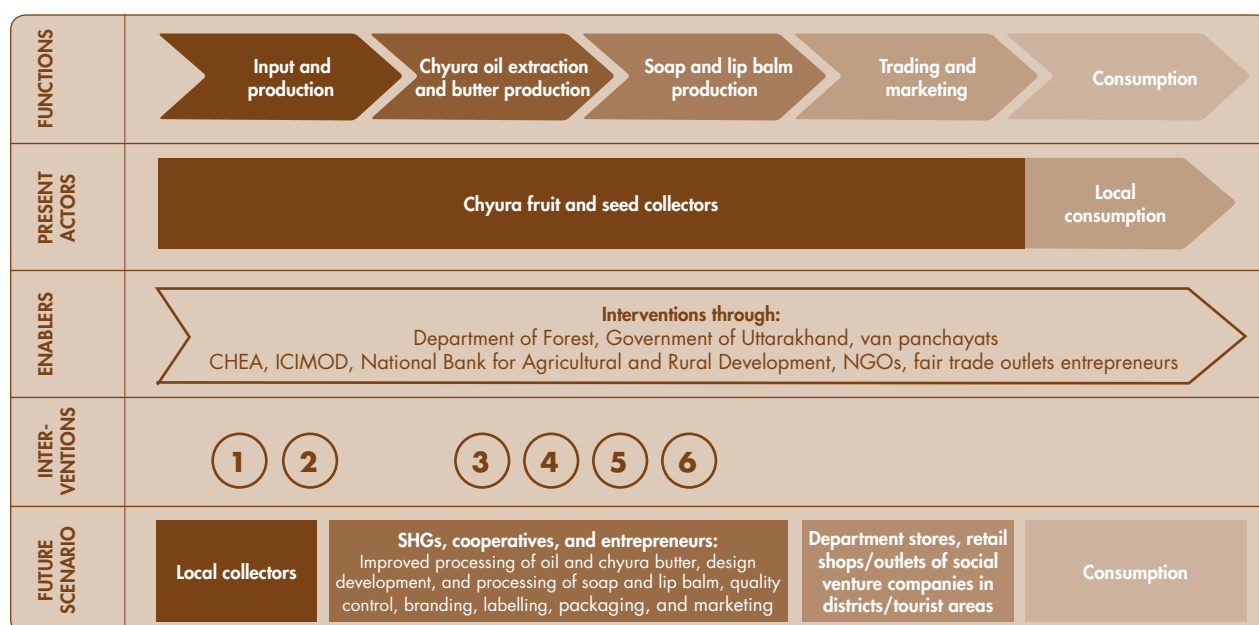 FUNCTIONS
Input and
production
Chyura oil extraction
and butter production
Soap and lip balm
production
Trading and
marketing
Consumption
PRESENT
ACTORS
Chyura fruit and seed collectors
Local
consumption
ENABLERS
Interventions through:
Department of Forest, Government of Uttarakhand, van panchayats
CHEA, ICIMOD, National Bank for Agricultural and Rural Development, NGOs, fair trade outlets entrepreneurs
INTER-
VENTIONS
1
2
3
4
5
6
FUTURE
SCENARIO
Local collectors
SHGs, cooperatives, and entrepreneurs:
Improved processing of oil and chyura butter, design
development, and processing of soap and lip balm, quality
control, branding, labelling, packaging, and marketing
Department stores, retail
shops/outlets of social
venture companies in
districts/tourist areas
Consumption